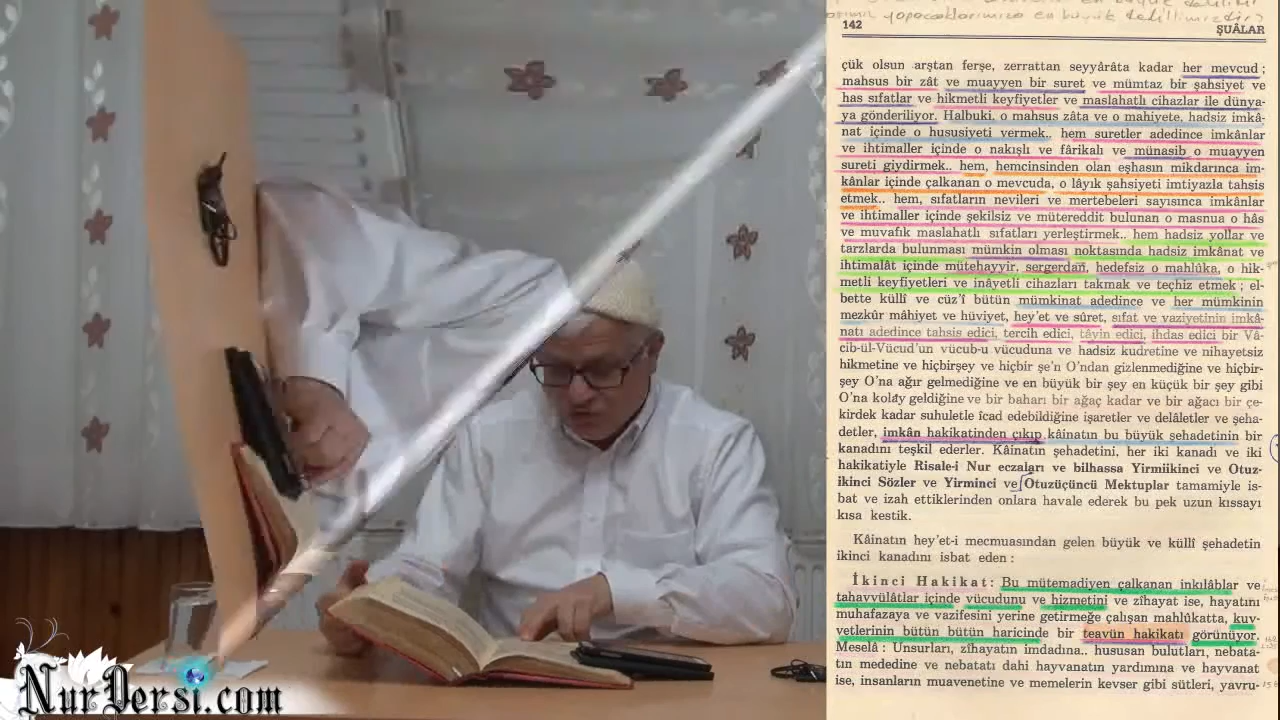 yapacaklarımıza en büyük delilimizdir?
142
ŞUÂLAR
çük olsun arştan ferşe, zerrattan seyyârâta kadar her mevcud ;
mahsus bir zât ve muayyen bir suret ve mümtaz bir şahsiyet ve
has sıfatlar ve hikmetli keyfiyetler ve maslahatlı cihazlar ile dünya-
ya gönderiliyor. Halbuki, o mahsus zâta ve o mahiyete, hadsiz imkâ-
nat içinde o hususiyeti vermek.. hem suretler adedince imkânlar
ve ihtimaller içinde o nakışlı ve fârikalı ve münasib o muayyen
sureti giydirmek.. hem, hemcinsinden olan eşhasın mikdarınca im-
kânlar içinde çalkanan o mevcuda, o lâyık şahsiyeti imtiyazla tahsis
etmek.. hem, sıfatların nevileri ve mertebeleri sayısınca imkânlar
ve ihtimaller içinde şekilsiz ve mütereddit bulunan o masnua o hâs
ve muvafık maslahatlı sıfatları yerleştirmek.. hem hadsiz yollar ve
tarzlarda bulunması mümkin olması noktasında hadsiz imkânat ve
ihtimalât içinde mütehayyir, sergerdan, hedefsiz o mahlûka, o hik-
metli keyfiyetleri ve inâyetli cihazları takmak ve teçhiz etmek ; el-
bette küllî ve cüz'î bütün mümkinat adedince ve her mümkinin
mezkûr mâhiyet ve hüviyet, hey'et ve sûret, sıfat ve vaziyetinin imkâ-
natı adedince tahsis edici, tercih edici, tâyin edici, ihdas edici bir Vâ-
cib-ül-Vücud'un vücub-u vücuduna ve hadsiz kudretine ve nihayetsiz
hikmetine ve hiçbirşey ve hiçbir şe'n O'ndan gizlenmediğine ve hiçbir-
şey O'na ağır gelmediğine ve en büyük bir şey en küçük bir şey gibi
O'na kolay geldiğine ve bir baharı bir ağaç kadar ve bir ağacı bir çe-
kirdek kadar suhuletle îcad edebildiğine işaretler ve delâletler ve şeha-
detler, imkân hakikatinden çıkıp kâinatın bu büyük şehadetinin bir
kanadını teşkil ederler. Kâinatın şehadetini, her iki kanadı ve iki
hakikatiyle Risale-i Nur eczaları ve bilhassa Yirmiikinci ve Otuz-
ikinci Sözler ve Yirminci ve Otuzüçüncü Mektuplar tamamiyle is-
bat ve izah ettiklerinden onlara havale ederek bu pek uzun kıssayı
kısa kestik.
Kâinatın hey'et-i mecmuasından gelen büyük ve küllî şehadetin
ikinci kanadını isbat eden :
İkinci Hakikat: Bu mütemadiyen çalkanan inkılâblar ve
tahavvülâtlar içinde vücudunu ve hizmetini ve zîhayat ise, hayatını
muhafazaya ve vazifesini yerine getirmeğe çalışan mahlûkatta, kuv-
vetlerinin bütün bütün haricinde bir teavün hakikatı görünüyor.
Meselâ : Unsurları, zîhayatın imdadına.. hususan bulutları, nebata-
tın mededine ve nebatatı dahi hayvanatın yardımına ve hayvanat
ise, insanların muavenetine ve memelerin kevser gibi sütleri, yavru-
NurDersi.com